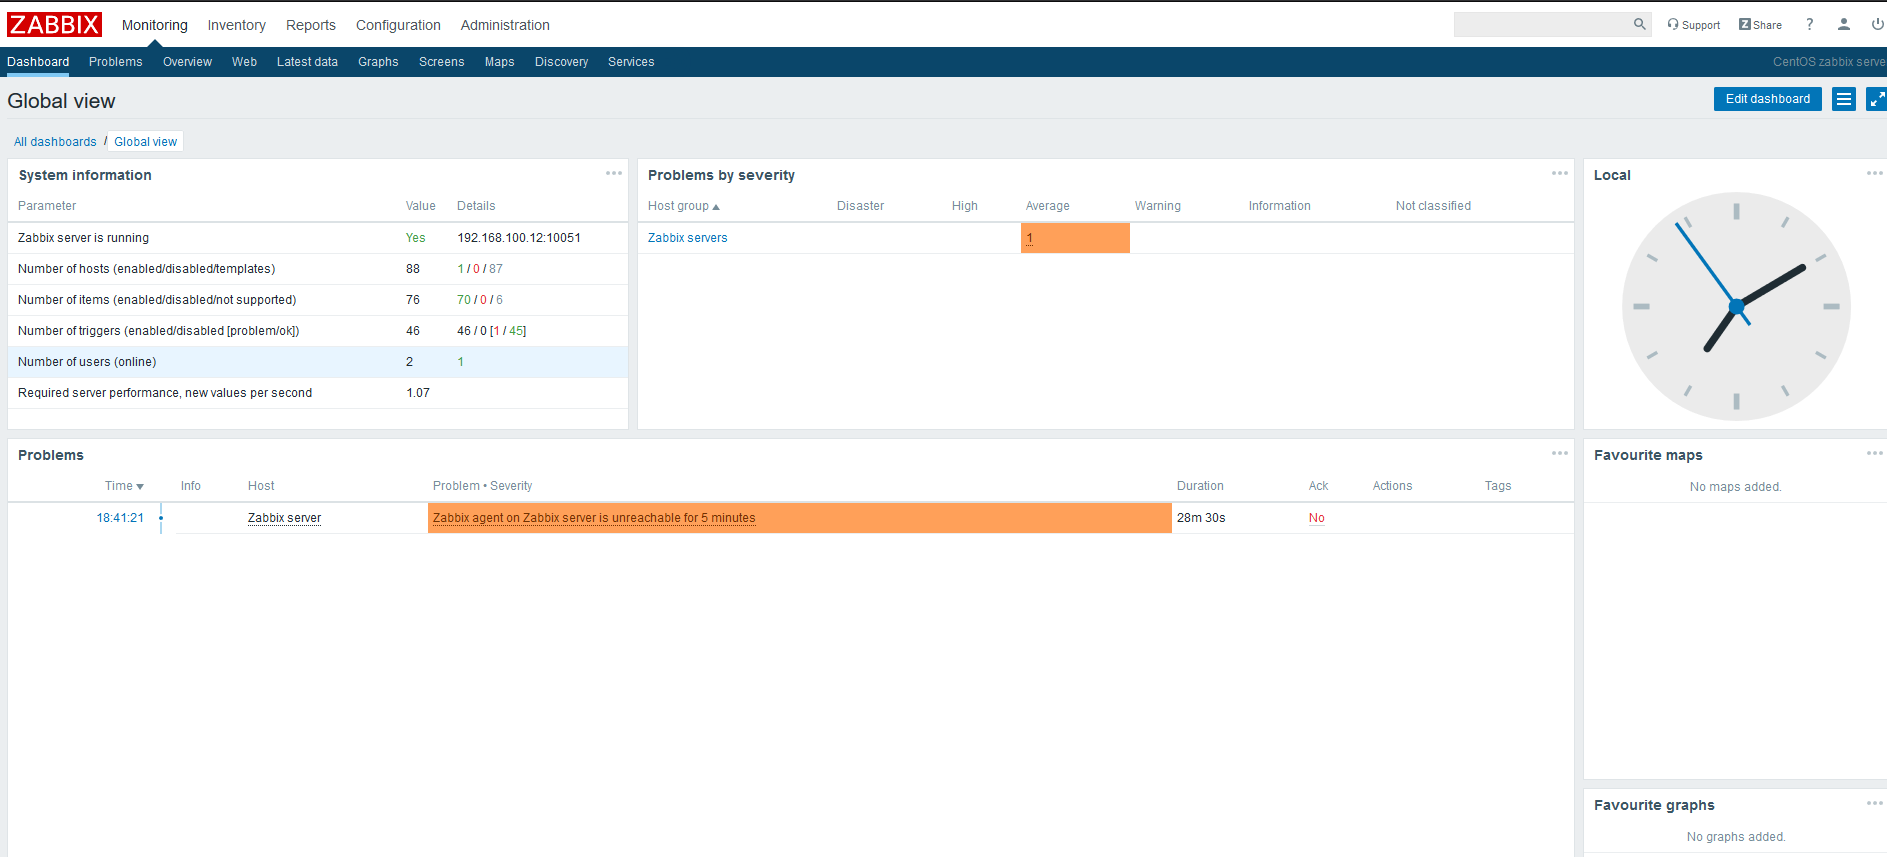 ZABBIX Monitoring Inventory Reports Configuration Administration Support Z Share ?
Dashboard Problems Overview Web Latest data Graphs Screens Maps Discovery Services CentOS zabbix serve
Global view Edit dashboard
All dashboards / Global view
System information
Parameter Value Details
Zabbix server is running Yes 192.168.100.12:10051
Number of hosts (enabled/disabled/templates) 88 1 / 0 / 87
Number of items (enabled/disabled/not supported) 76 70 / 0 / 6
Number of triggers (enabled/disabled [problem/ok]) 46 46 / 0 [1 / 45]
Number of users (online) 2 1
Required server performance, new values per second 1.07
Problems by severity
Host group Disaster High Average Warning Information Not classified
Zabbix servers 1
Local
Problems
Time Info Host Problem • Severity Duration Ack Actions Tags
18:41:21 Zabbix server Zabbix agent on Zabbix server is unreachable for 5 minutes 28m 30s No
Favourite maps
No maps added.
Favourite graphs
No graphs added.